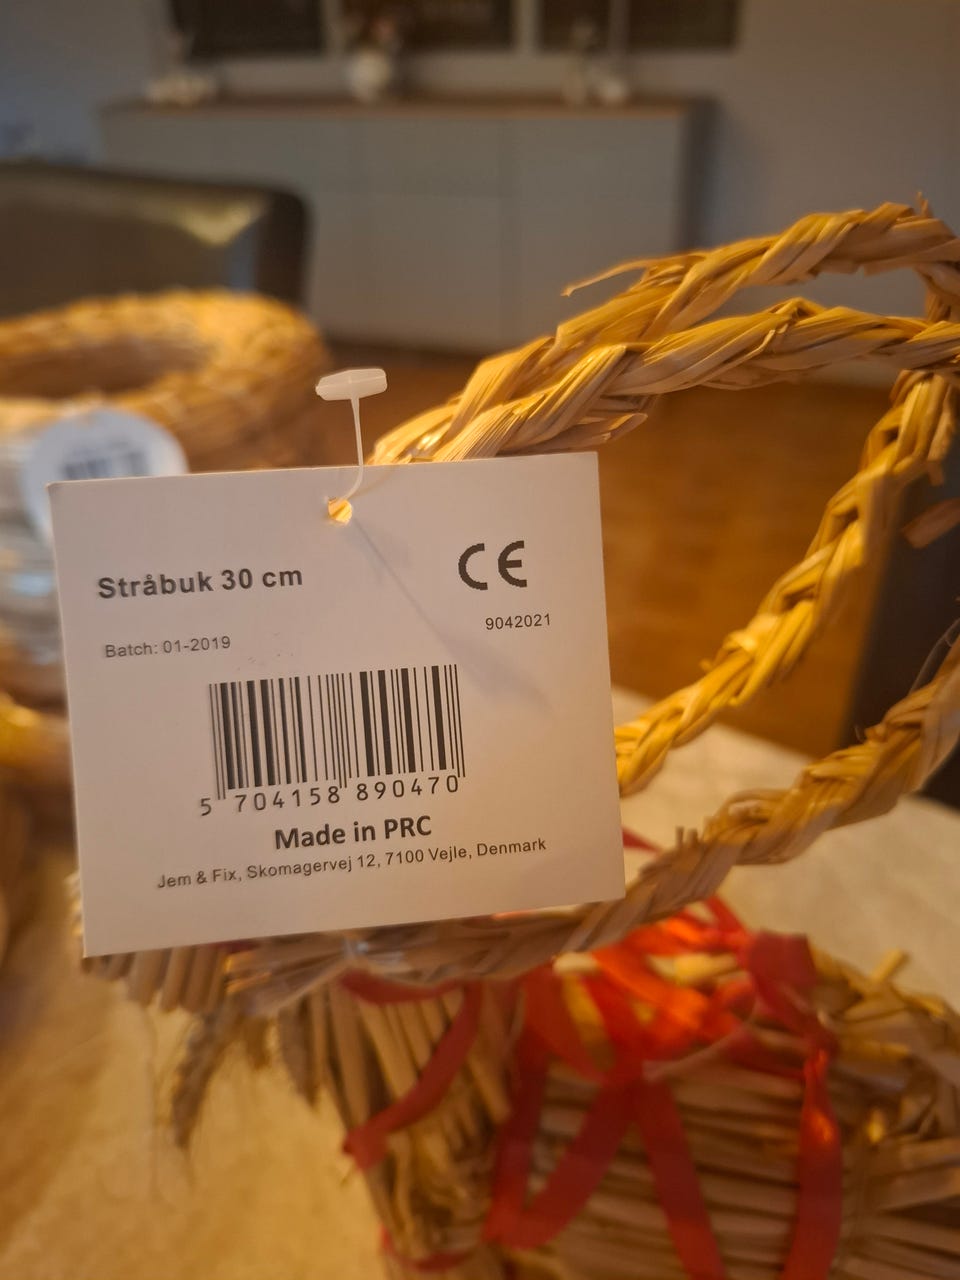 Stråbuk 30 cm
CE
9042021
Batch: 01-2019
5 704158 890470
Made in PRC
Jem & Fix, Skomagervej 12, 7100 Vejle, Denmark